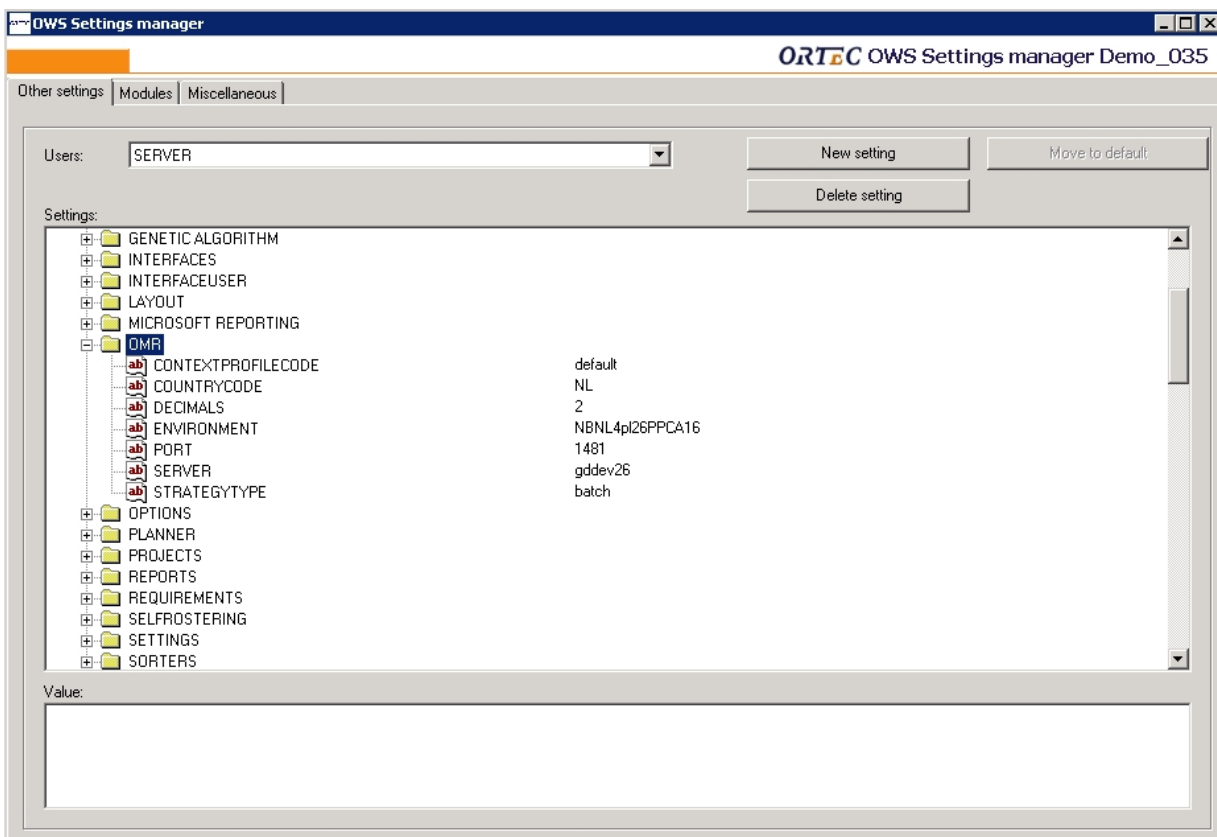 OWS Settings manager
ORTEC OWS Settings manager Demo_035
Other settings Modules Miscellaneous
Users: SERVER New setting Move to default
Delete setting
Settings:
GENETIC ALGORITHM
INTERFACES
INTERFACEUSER
LAYOUT
MICROSOFT REPORTING
OMR
CONTEXTPROFILECODE default
COUNTRYCODE NL
DECIMALS 2
ENVIRONMENT NBNL4pl26PPCA16
PORT 1481
SERVER gddev26
STRATEGYTYPE batch
OPTIONS
PLANNER
PROJECTS
REPORTS
REQUIREMENTS
SELFROSTERING
SETTINGS
SORTERS
Value: